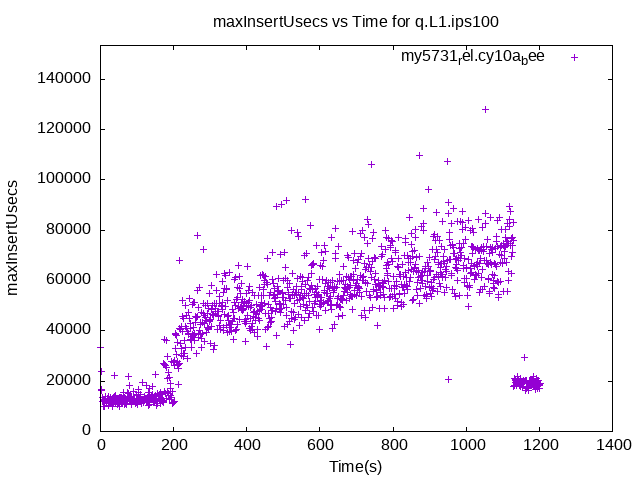 maxInsertUsecs vs Time for q.L1.ips100
my5731rel.cy10abee
140000
120000
100000
80000
60000
40000
20000
0
maxInsertUsecs
0 200 400 600 800 1000 1200 1400
Time(s)